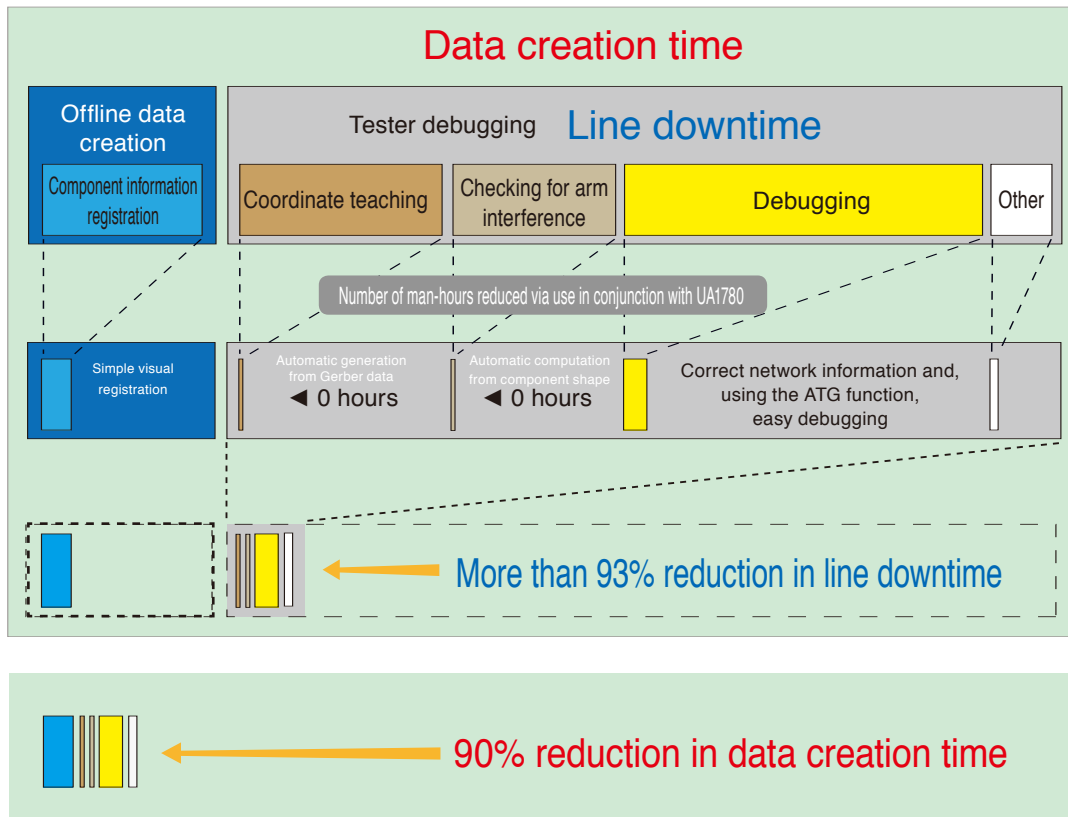 Data creation time
Offline data
creation
Tester debugging
Line downtime
Component information
registration
Coordinate teaching
Checking for arm
interference
Debugging
Other
Number of man-hours reduced via use in conjunction with UA1780
Simple visual
registration
Automatic generation
from Gerber data
◄ 0 hours
Automatic computation
from component shape
◄ 0 hours
Correct network information and,
using the ATG function,
easy debugging
More than 93% reduction in line downtime
90% reduction in data creation time